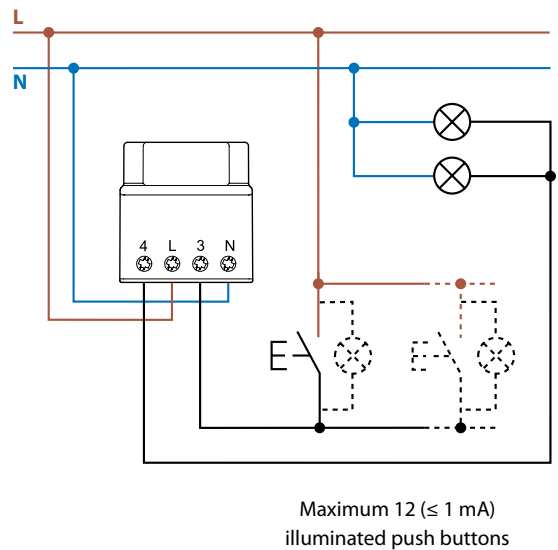 L
N
4 L 3 N
Maximum 12 (≤ 1 mA)
illuminated push buttons